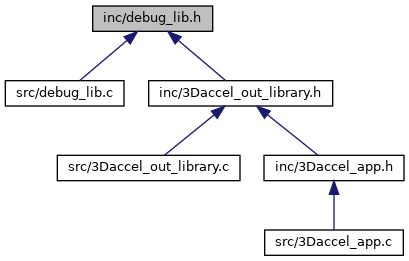 inc/debug_lib.h
src/debug_lib.c
inc/3Daccel_out_library.h
src/3Daccel_out_library.c
inc/3Daccel_app.h
src/3Daccel_app.c